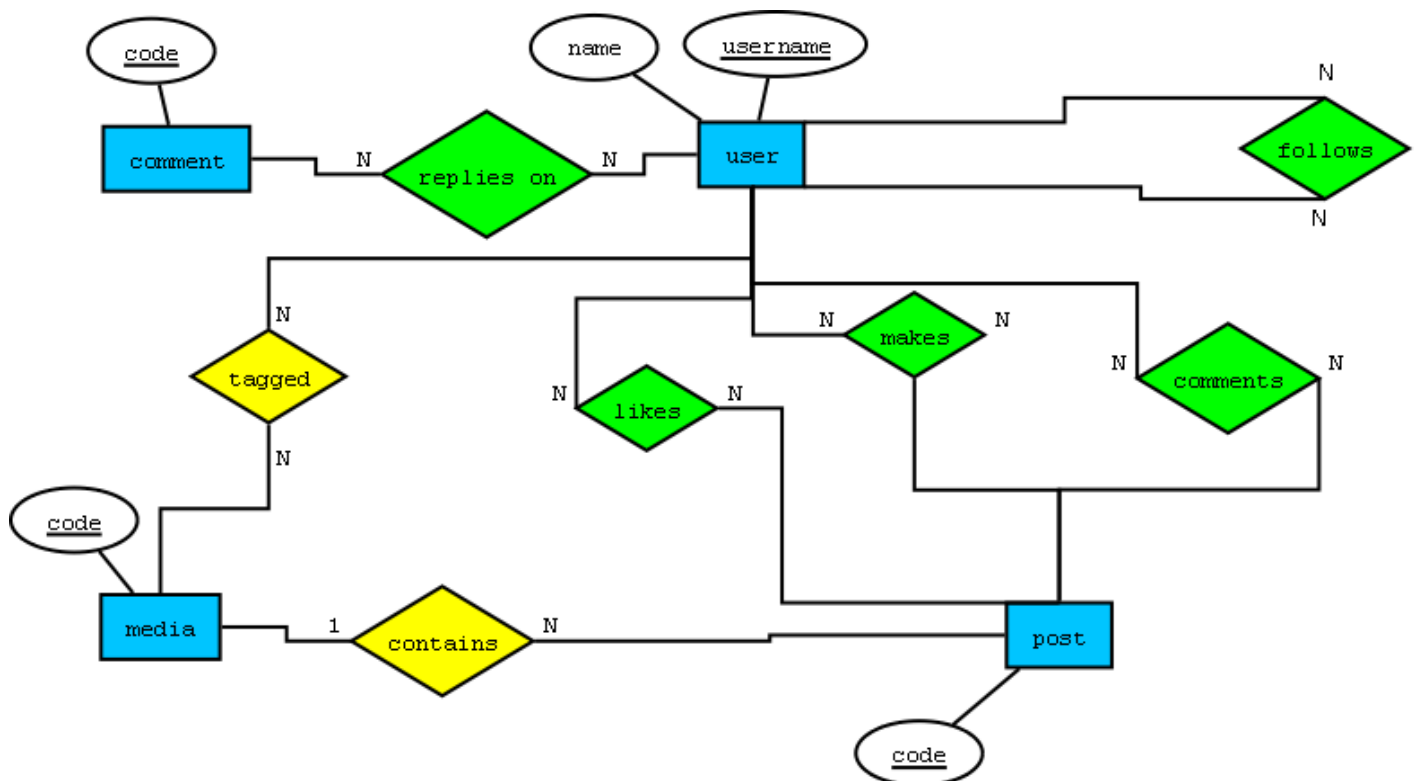 code
name
username
N
comment
N
replies on
N
user
follows
N
N
N
makes
N
tagged
N
likes
N
N
comments
N
N
code
media
1
contains
N
post
code